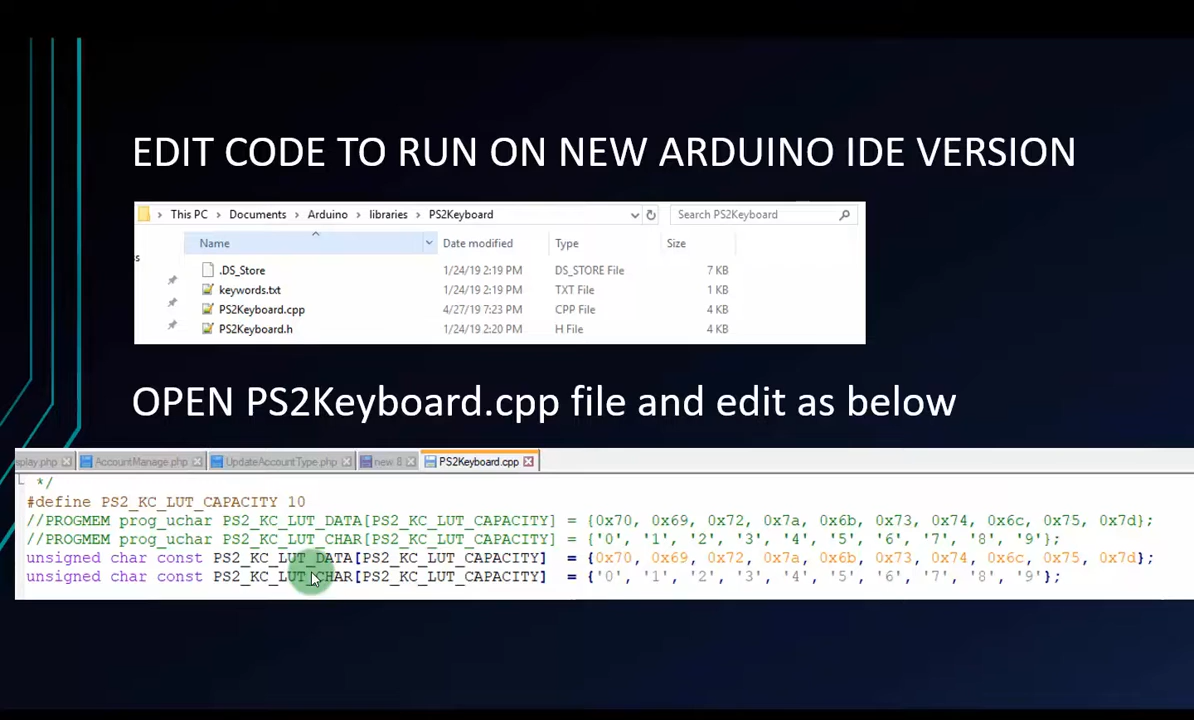 EDIT CODE TO RUN ON NEW ARDUINO IDE VERSION
This PC > Documents > Arduino > libraries > PS2Keyboard Search PS2Keyboard
Name Date modified Type Size
.DS_Store 1/24/19 2:19 PM DS_STORE File 7 KB
keywords.txt 1/24/19 2:19 PM TXT File 1 KB
PS2Keyboard.cpp 4/27/19 7:23 PM CPP File 4 KB
PS2Keyboard.h 1/24/19 2:20 PM H File 4 KB
OPEN PS2Keyboard.cpp file and edit as below
splay.php AccountManage.php UpdateAccountType.php new 8 PS2Keyboard.cpp
*/
#define PS2_KC_LUT_CAPACITY 10
//PROGMEM prog_uchar PS2_KC_LUT_DATA[PS2_KC_LUT_CAPACITY] = {0x70, 0x69, 0x72, 0x7a, 0x6b, 0x73, 0x74, 0x6c, 0x75, 0x7d};
//PROGMEM prog_uchar PS2_KC_LUT_CHAR[PS2_KC_LUT_CAPACITY] = {'0', '1', '2', '3', '4', '5', '6', '7', '8', '9'};
unsigned char const PS2_KC_LUT_DATA[PS2_KC_LUT_CAPACITY] = {0x70, 0x69, 0x72, 0x7a, 0x6b, 0x73, 0x74, 0x6c, 0x75, 0x7d};
unsigned char const PS2_KC_LUT_CHAR[PS2_KC_LUT_CAPACITY] = {'0', '1', '2', '3', '4', '5', '6', '7', '8', '9'};